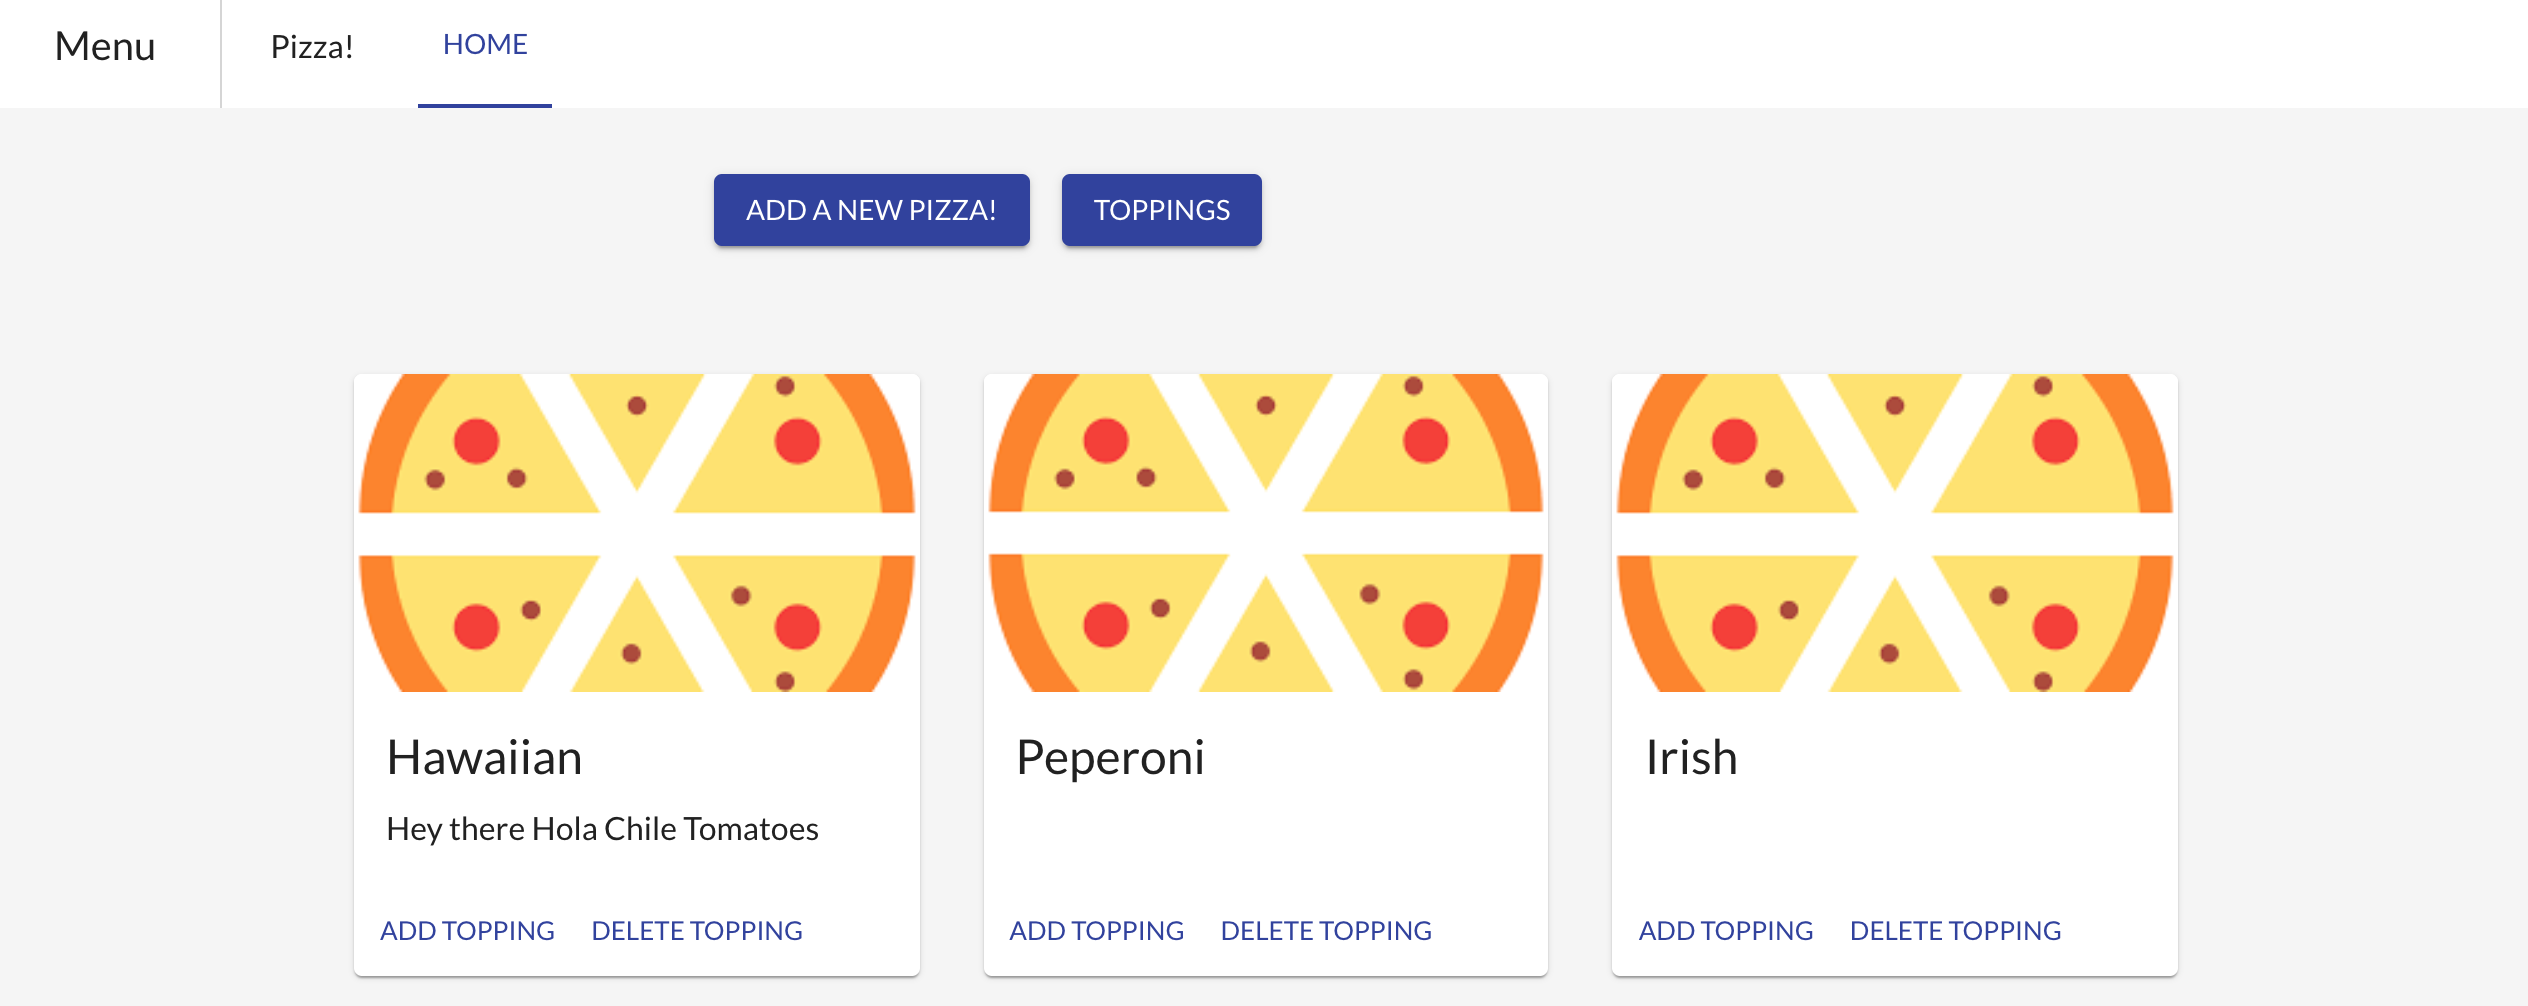 Menu
Pizza!
HOME
ADD A NEW PIZZA!
TOPPINGS
Hawaiian
Hey there Hola Chile Tomatoes
ADD TOPPING
DELETE TOPPING
Peperoni
ADD TOPPING
DELETE TOPPING
Irish
ADD TOPPING
DELETE TOPPING